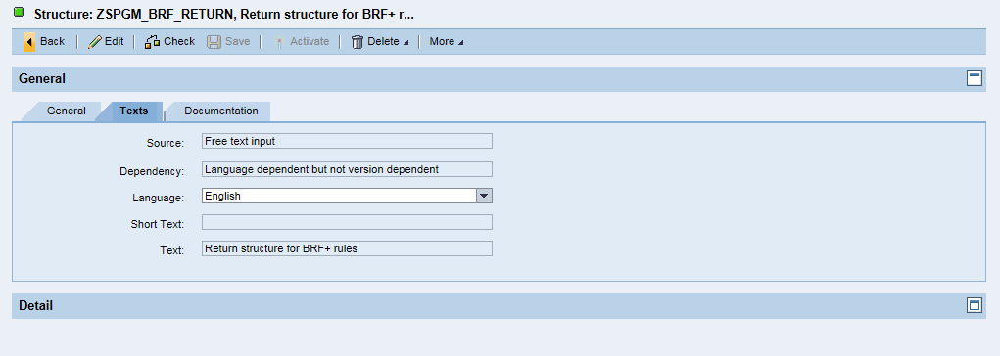 Structure: ZSPGM_BRF_RETURN, Return structure for BRF+ r...
Back Edit Check Save Activate Delete More
General
General Texts Documentation
Source: Free text input
Dependency: Language dependent but not version dependent
Language: English
Short Text:
Text: Return structure for BRF+ rules
Detail